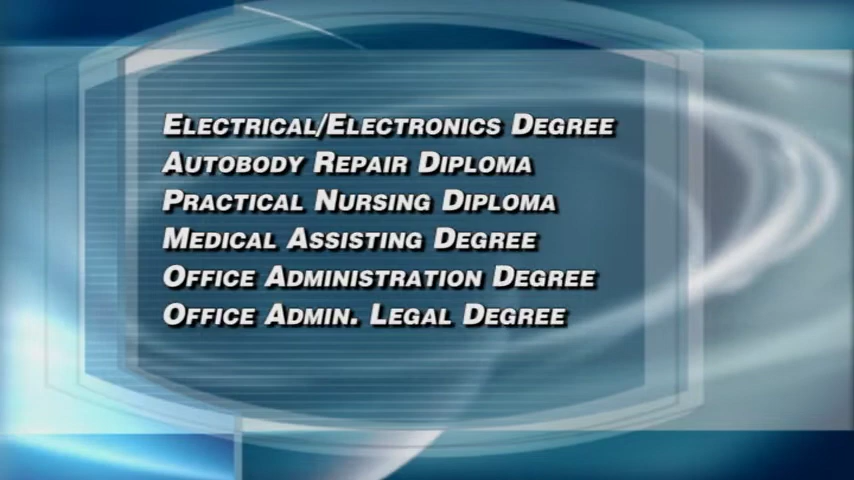 Electrical/Electronics Degree
Autobody Repair Diploma
Practical Nursing Diploma
Medical Assisting Degree
Office Administration Degree
Office Admin. Legal Degree